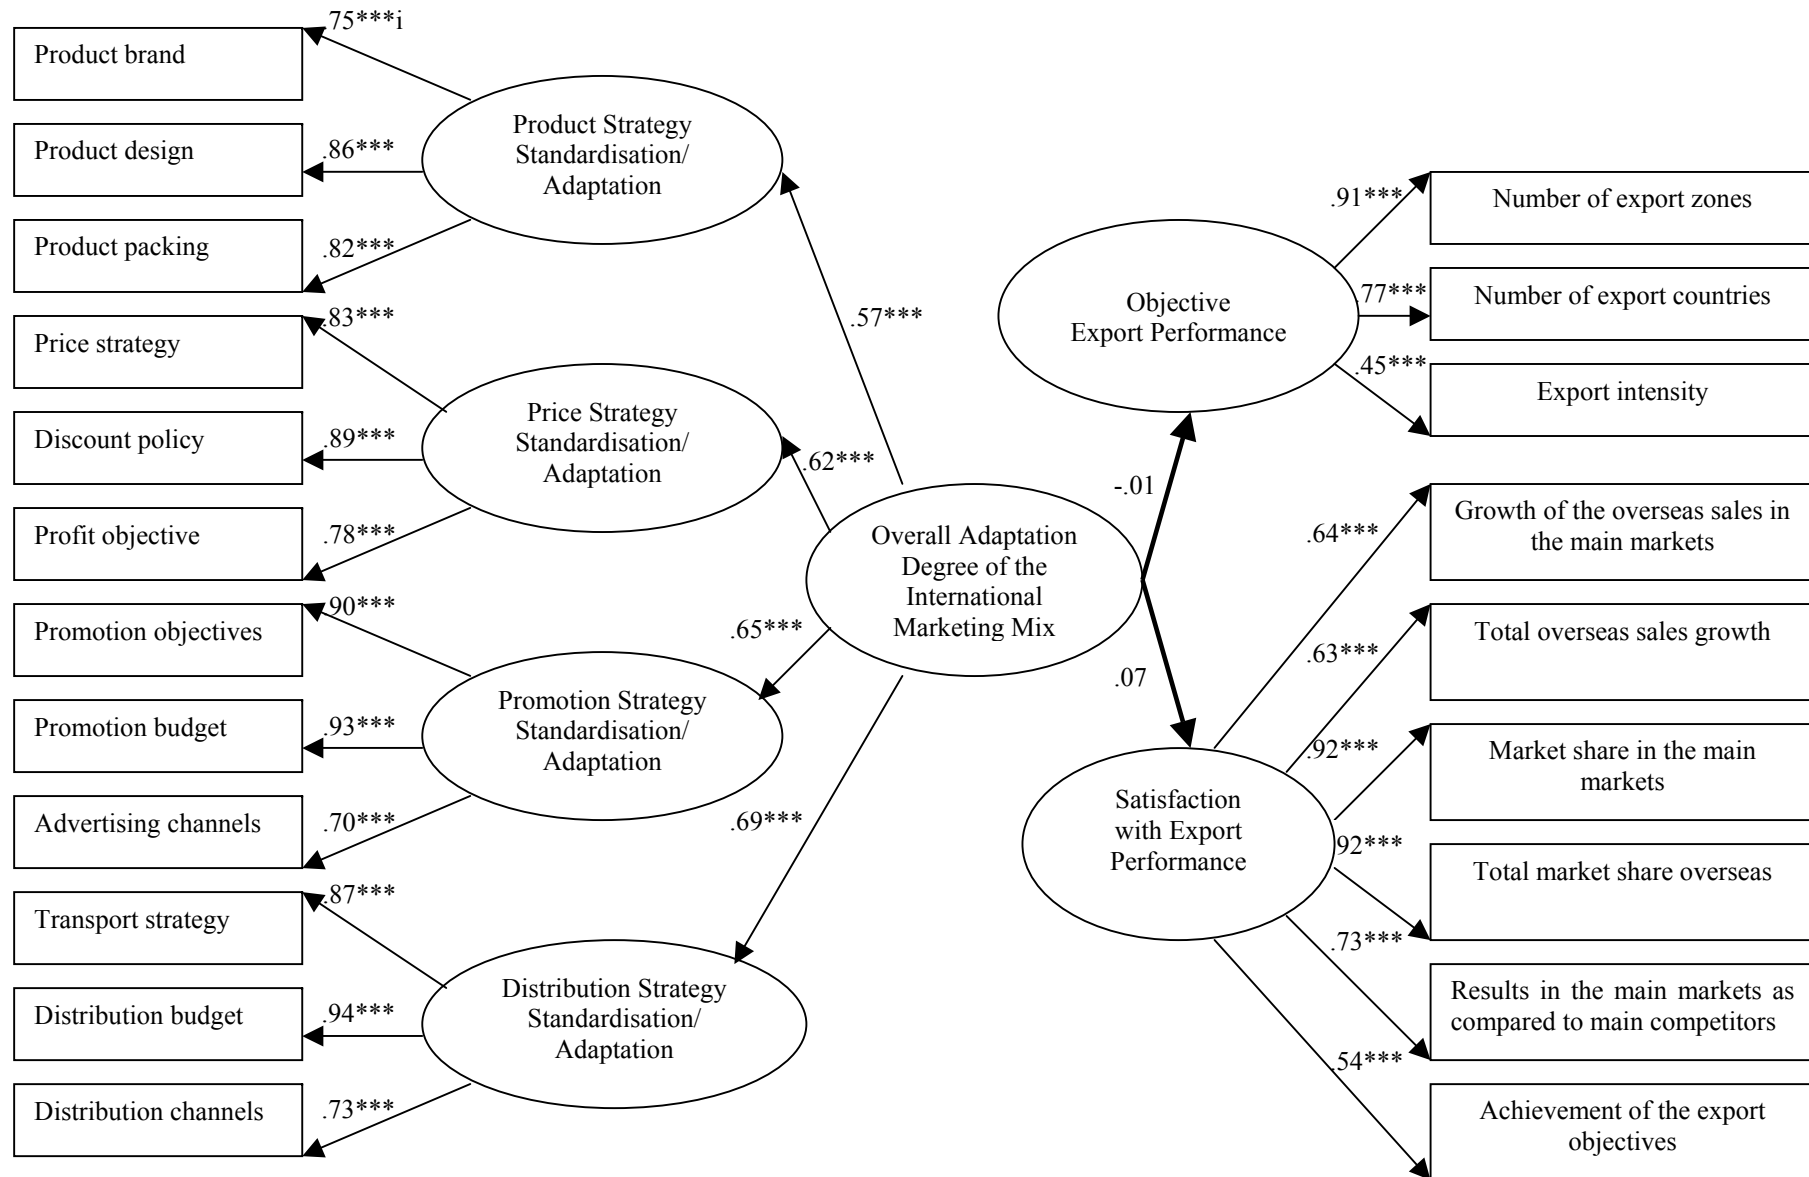 .75***i
Product brand
Product Strategy
Standardisation/
Adaptation
Product design
.86***
Product packing
.82***
Price strategy
.83***
Price Strategy
Standardisation/
Adaptation
Discount policy
.89***
Profit objective
.78***
Promotion objectives
.90***
Promotion Strategy
Standardisation/
Adaptation
Promotion budget
.93***
Advertising channels
.70***
Transport strategy
.87***
Distribution Strategy
Standardisation/
Adaptation
Distribution budget
.94***
Distribution channels
.73***
.57***
.62***
.65***
.69***
Overall Adaptation
Degree of the
International
Marketing Mix
-.01
.07
Objective
Export Performance
.91***
Number of export zones
.77***
Number of export countries
.45***
Export intensity
Satisfaction
with Export
Performance
.64***
Growth of the overseas sales in
the main markets
.63***
Total overseas sales growth
.92***
Market share in the main
markets
92***
Total market share overseas
.73***
Results in the main markets as
compared to main competitors
.54***
Achievement of the export
objectives